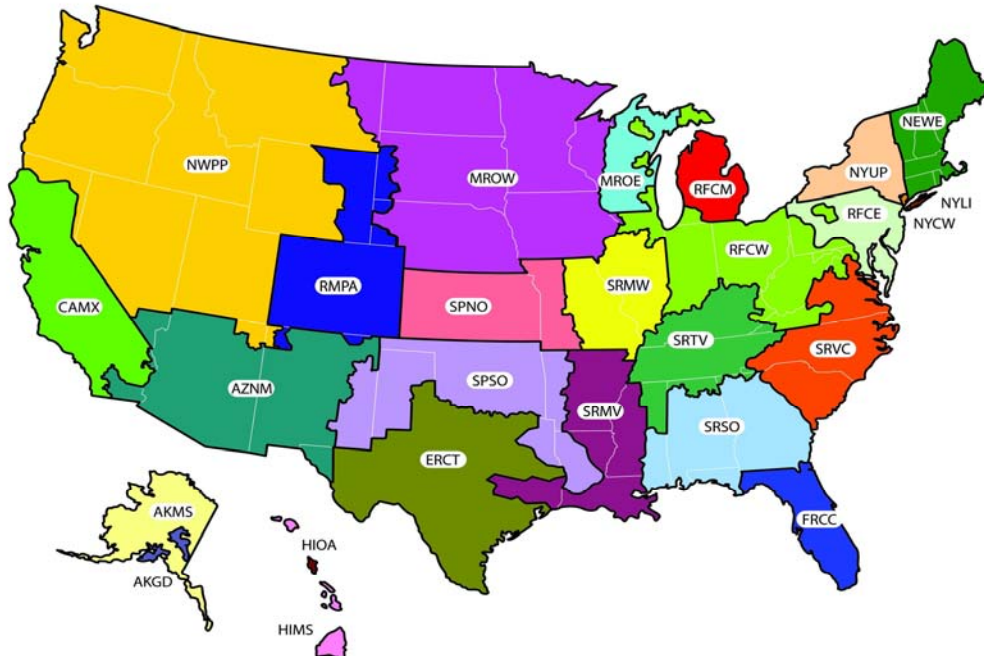 NEWE
NWPP
NYUP
MROW
MROE
RFCM
NYLI
RFCE
NYCW
RFCW
RMPA
SRMW
SPNO
CAMX
SRTV
SRVC
SPSO
AZNM
SRMV
SRSO
ERCT
AKMS
FRCC
HIOA
AKGD
HIMS